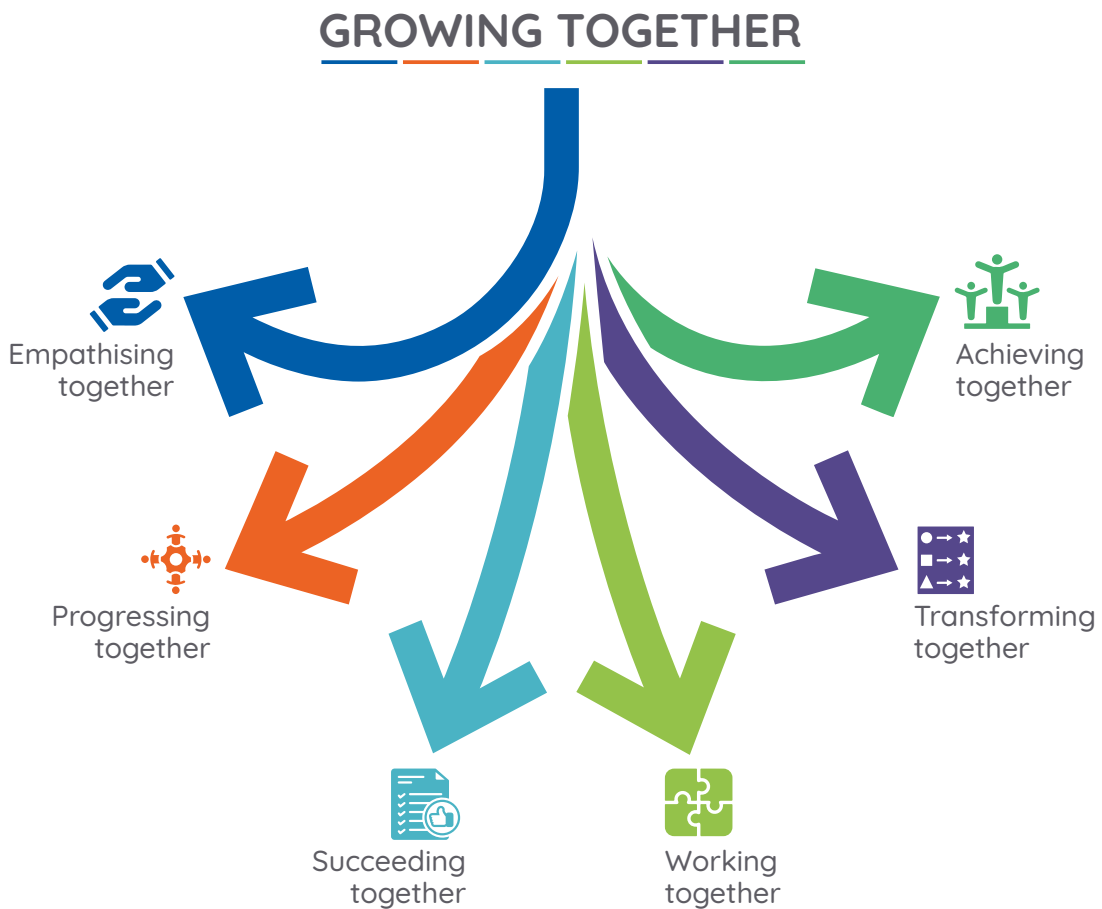 GROWING TOGETHER
Empathising
together
Achieving
together
Progressing
together
Transforming
together
Succeeding
together
Working
together